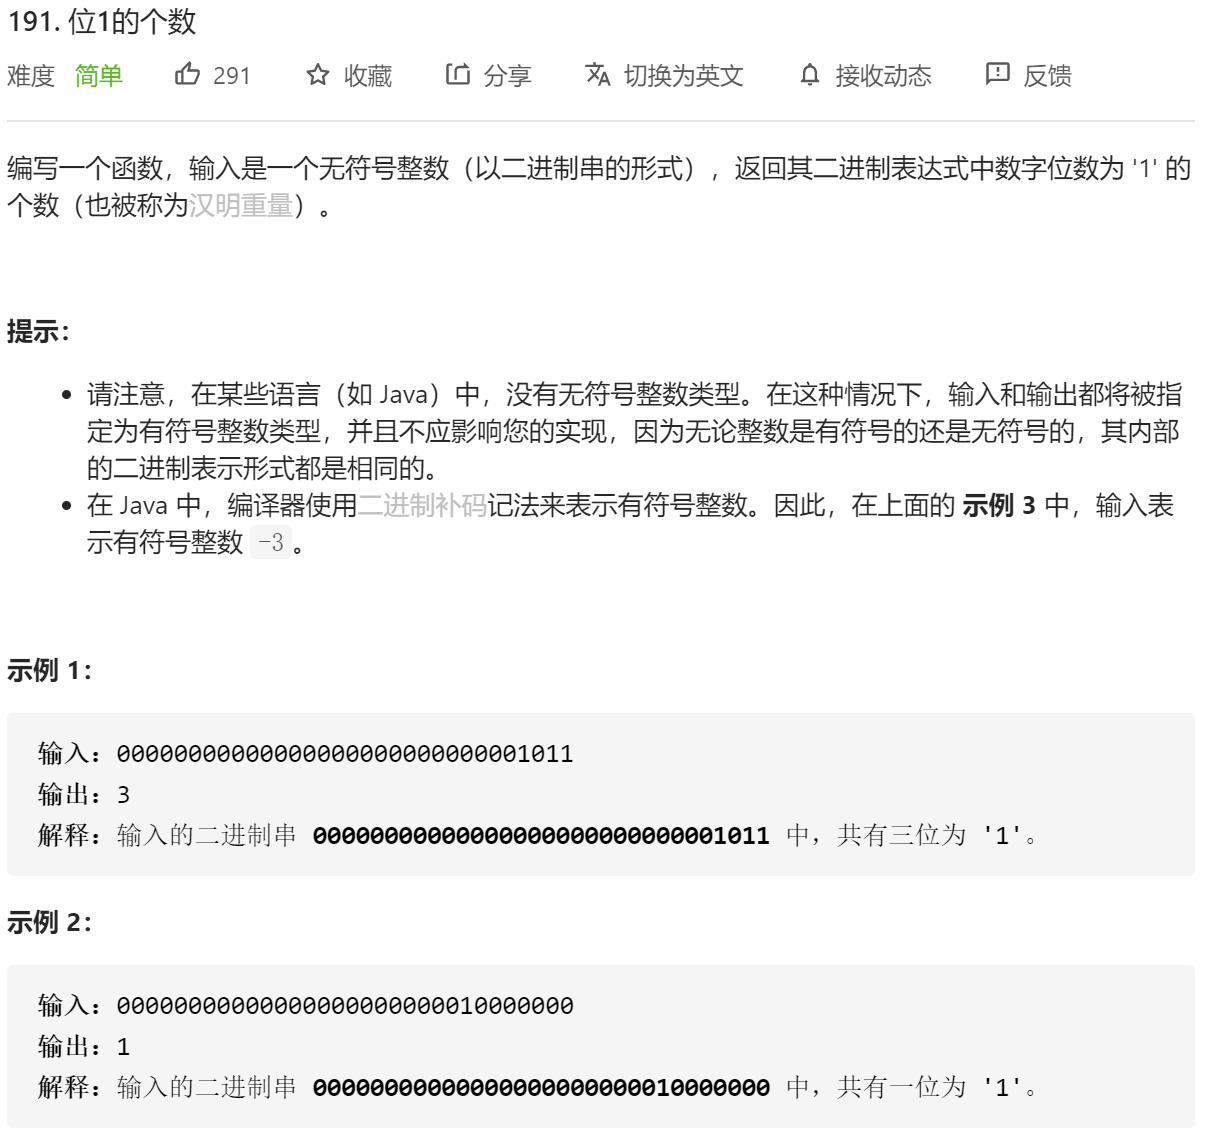 191. 位1的个数
难度 简单 291 收藏 分享 切换为英文 接收动态 反馈
编写一个函数，输入是一个无符号整数（以二进制串的形式），返回其二进制表达式中数字位数为 '1' 的
个数（也被称为汉明重量）。
提示：
请注意，在某些语言（如 Java）中，没有无符号整数类型。在这种情况下，输入和输出都将被指
定为有符号整数类型，并且不应影响您的实现，因为无论整数是有符号的还是无符号的，其内部
的二进制表示形式都是相同的。
在 Java 中，编译器使用二进制补码记法来表示有符号整数。因此，在上面的 示例 3 中，输入表
示有符号整数 -3。
示例 1：
输入：00000000000000000000000000001011
输出：3
解释：输入的二进制串 00000000000000000000000000001011 中，共有三位为 '1'。
示例 2：
输入：00000000000000000000000010000000
输出：1
解释：输入的二进制串 00000000000000000000000010000000 中，共有一位为 '1'。